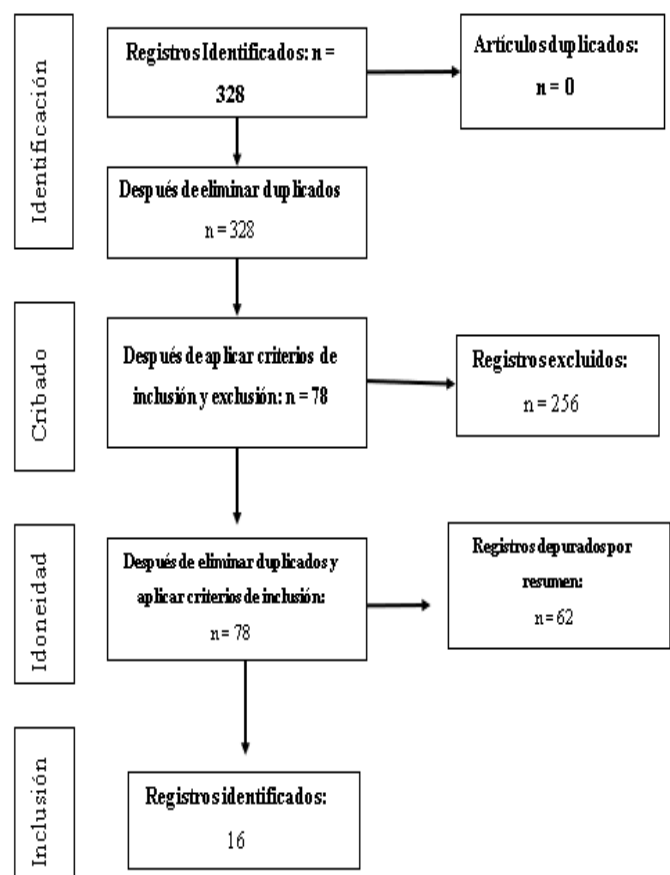 Identificación
Registros Identificados: n =
328
Artículos duplicados:
n = 0
Después de eliminar duplicados
n = 328
Cribado
Después de aplicar criterios de
inclusión y exclusión: n = 78
Registros excluidos:
n = 256
Idoneidad
Después de eliminar duplicados y
aplicar criterios de inclusión:
n = 78
Registros depurados por
resumen:
n = 62
Inclusión
Registros identificados:
16